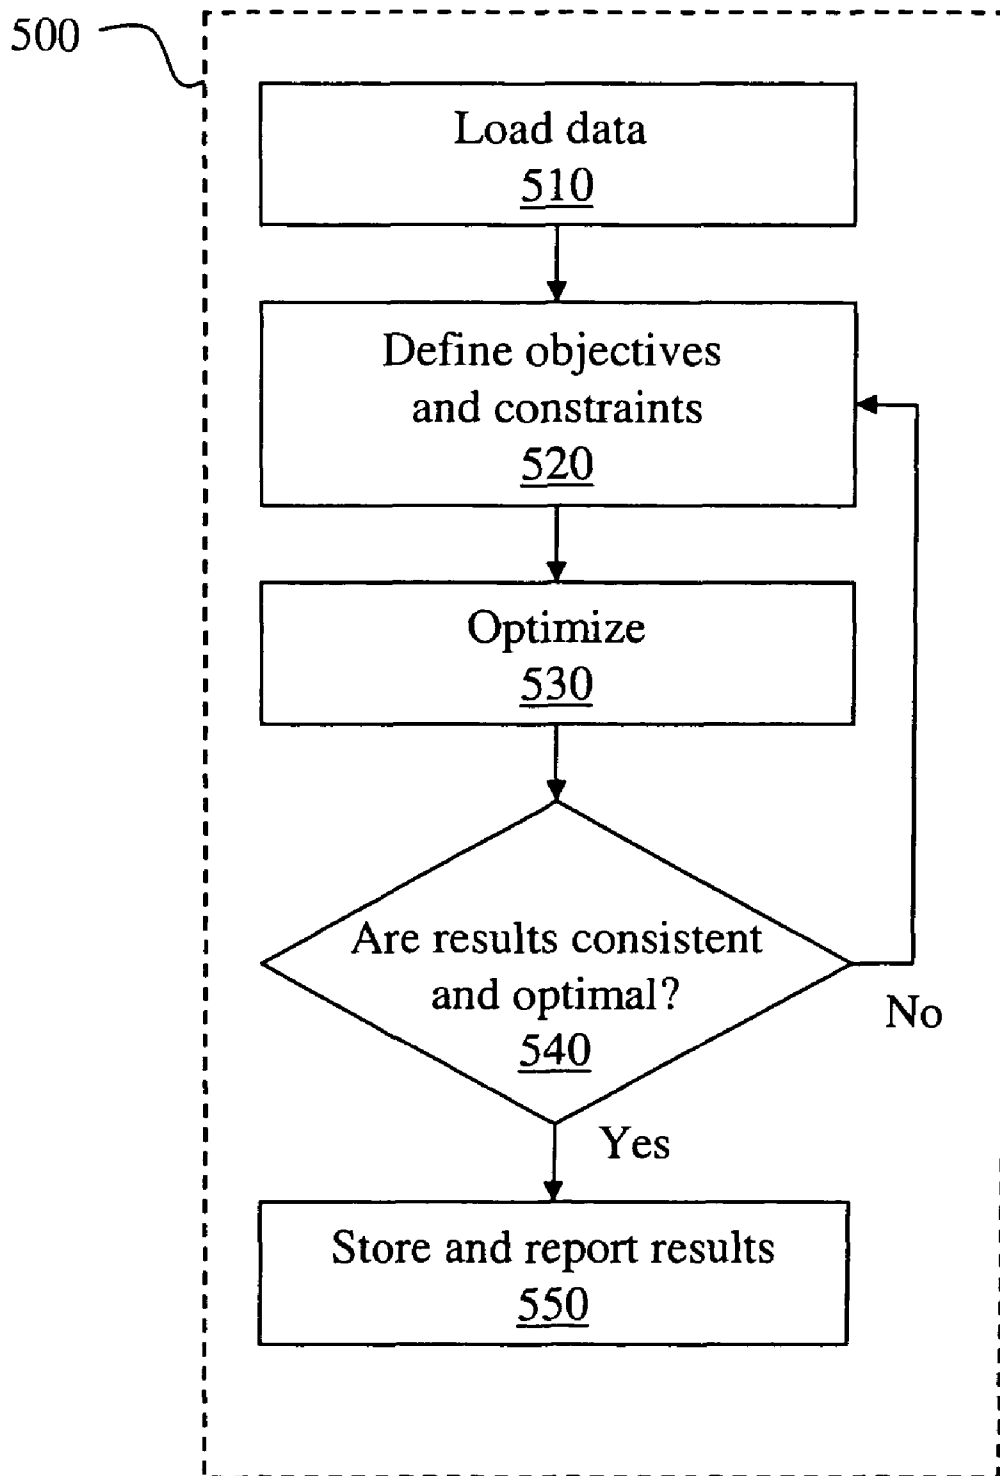 500
Load data
510
Define objectives
and constraints
520
Optimize
530
Are results consistent
and optimal?
540
No
Yes
Store and report results
550